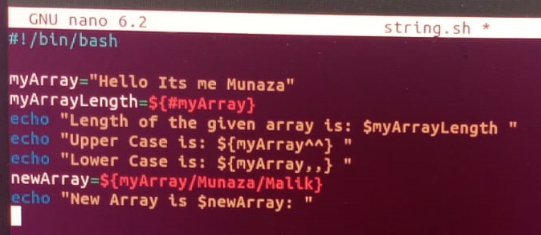 GNU nano 6.2 string.sh *
#!/bin/bash
myArray="Hello Its me Munaza"
myArrayLength=${#myArray}
echo "Length of the given array is: $myArrayLength "
echo "Upper Case is: ${myArray^^} "
echo "Lower Case is: ${myArray,,} "
newArray=${myArray/Munaza/Malik}
echo "New Array is $newArray: "